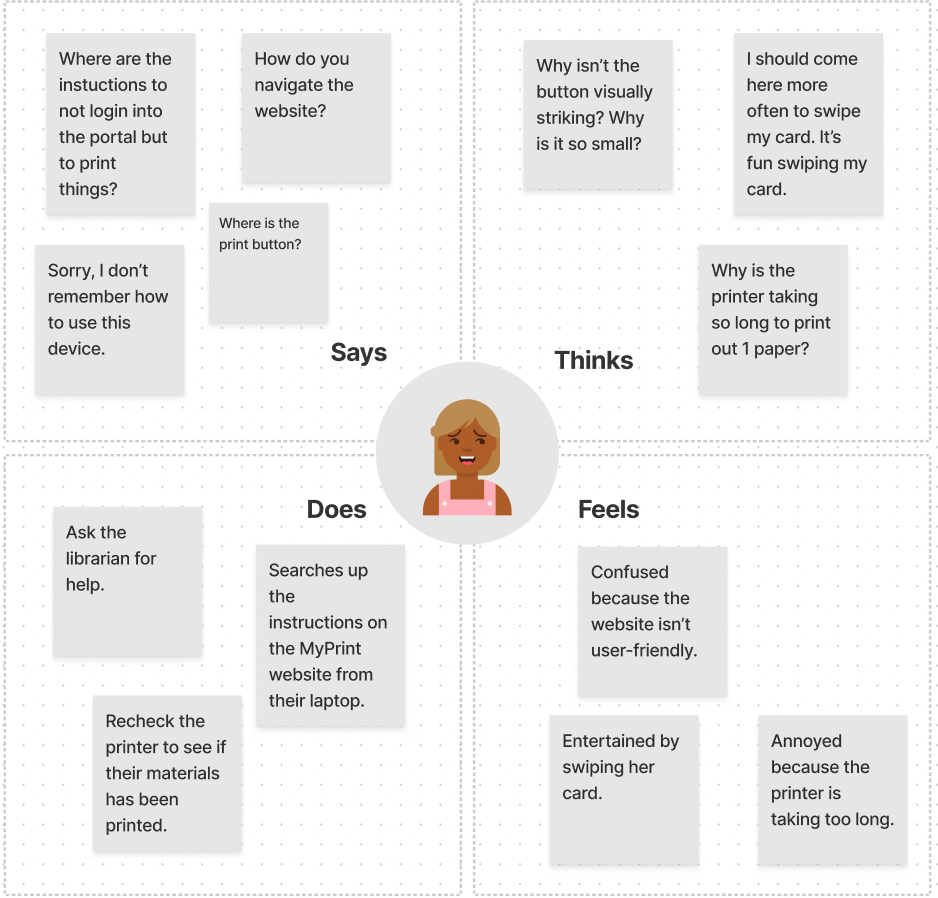 Where are the
instuctions to
not login into
the portal but
to print
things?
How do you
navigate the
website?
Where is the
print button?
Sorry, I don’t
remember how
to use this
device.
Says
Why isn’t the
button visually
striking? Why
is it so small?
I should come
here more
often to swipe
my card. It’s
fun swiping my
card.
Why is the
printer taking
so long to print
out 1 paper?
Thinks
Does
Ask the
librarian for
help.
Searches up
the
instructions on
the MyPrint
website from
their laptop.
Recheck the
printer to see if
their materials
has been
printed.
Feels
Confused
because the
website isn’t
user-friendly.
Entertained by
swiping her
card.
Annoyed
because the
printer is
taking too long.